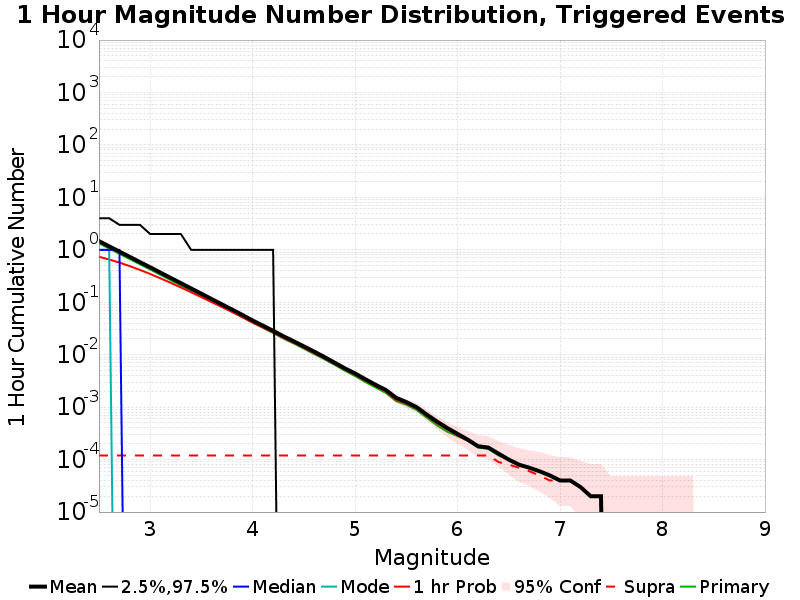 1 Hour Magnitude Number Distribution, Triggered Events
1 Hour Cumulative Number
10^4
10^3
10^2
10^1
10^0
10^-1
10^-2
10^-3
10^-4
10^-5
3 4 5 6 7 8 9
Magnitude
Mean 2.5%,97.5% Median Mode 1 hr Prob 95% Conf Supra Primary